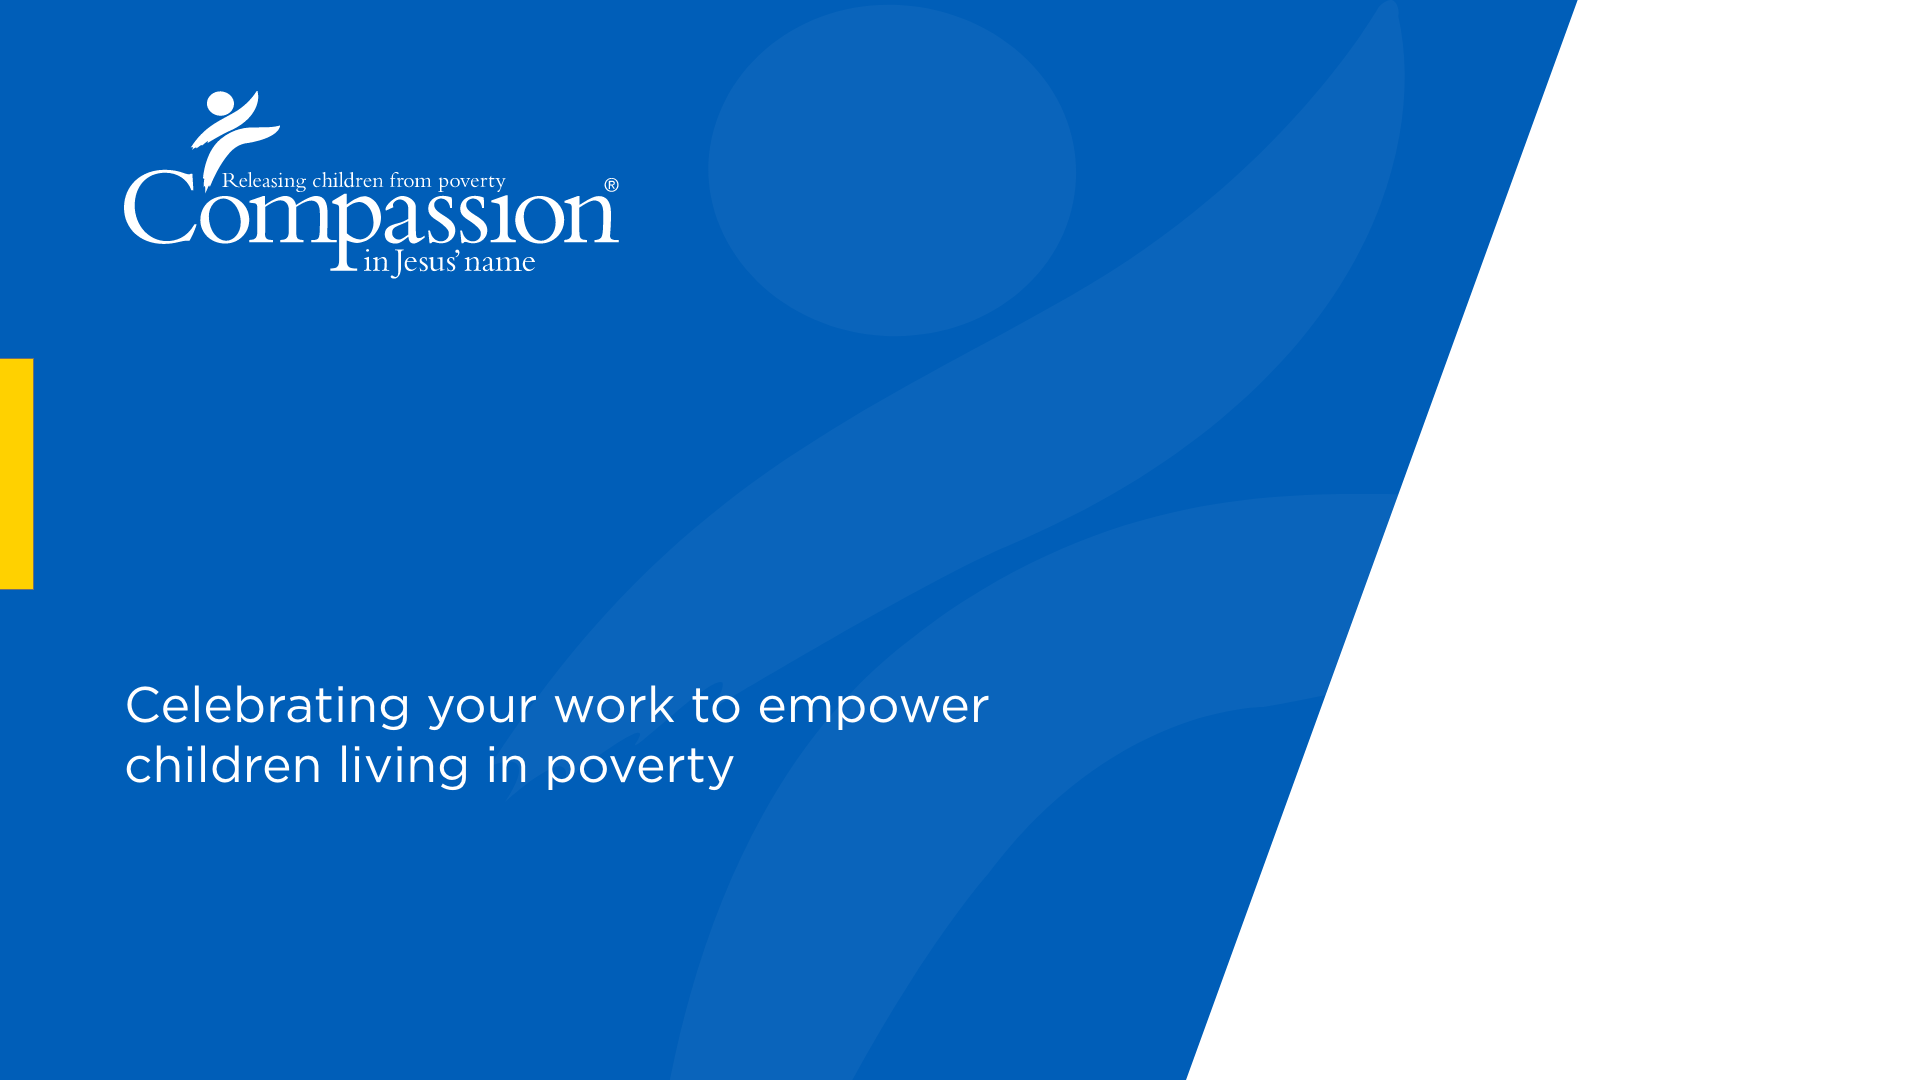 Releasing children from poverty
Compassion®
in Jesus’ name
Celebrating your work to empower
children living in poverty